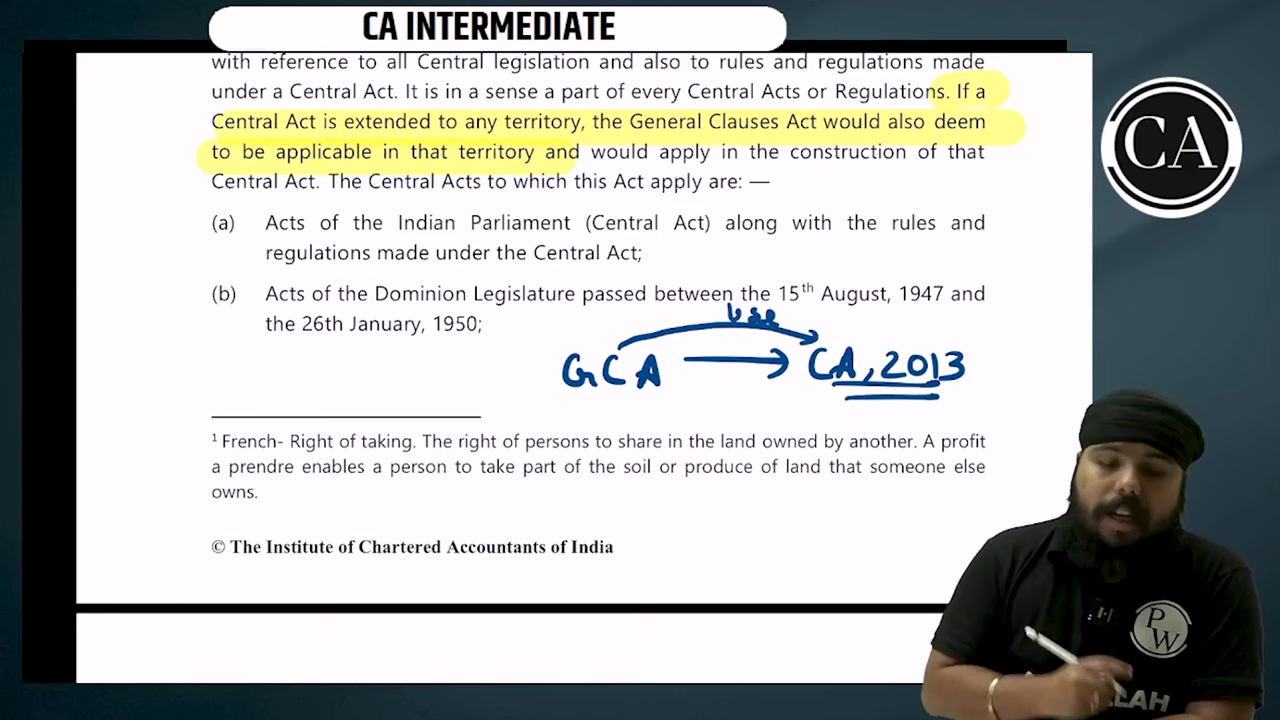 CA INTERMEDIATE
with reference to all Central legislation and also to rules and regulations made
under a Central Act. It is in a sense a part of every Central Acts or Regulations. If a
Central Act is extended to any territory, the General Clauses Act would also deem
to be applicable in that territory and would apply in the construction of that
Central Act. The Central Acts to which this Act apply are: —
(a) Acts of the Indian Parliament (Central Act) along with the rules and
regulations made under the Central Act;
(b) Acts of the Dominion Legislature passed between the 15th August, 1947 and
the 26th January, 1950;
use
GCA → CA, 2013
1 French- Right of taking. The right of persons to share in the land owned by another. A profit
a prendre enables a person to take part of the soil or produce of land that someone else
owns.
© The Institute of Chartered Accountants of India
CA
PW
LLAH